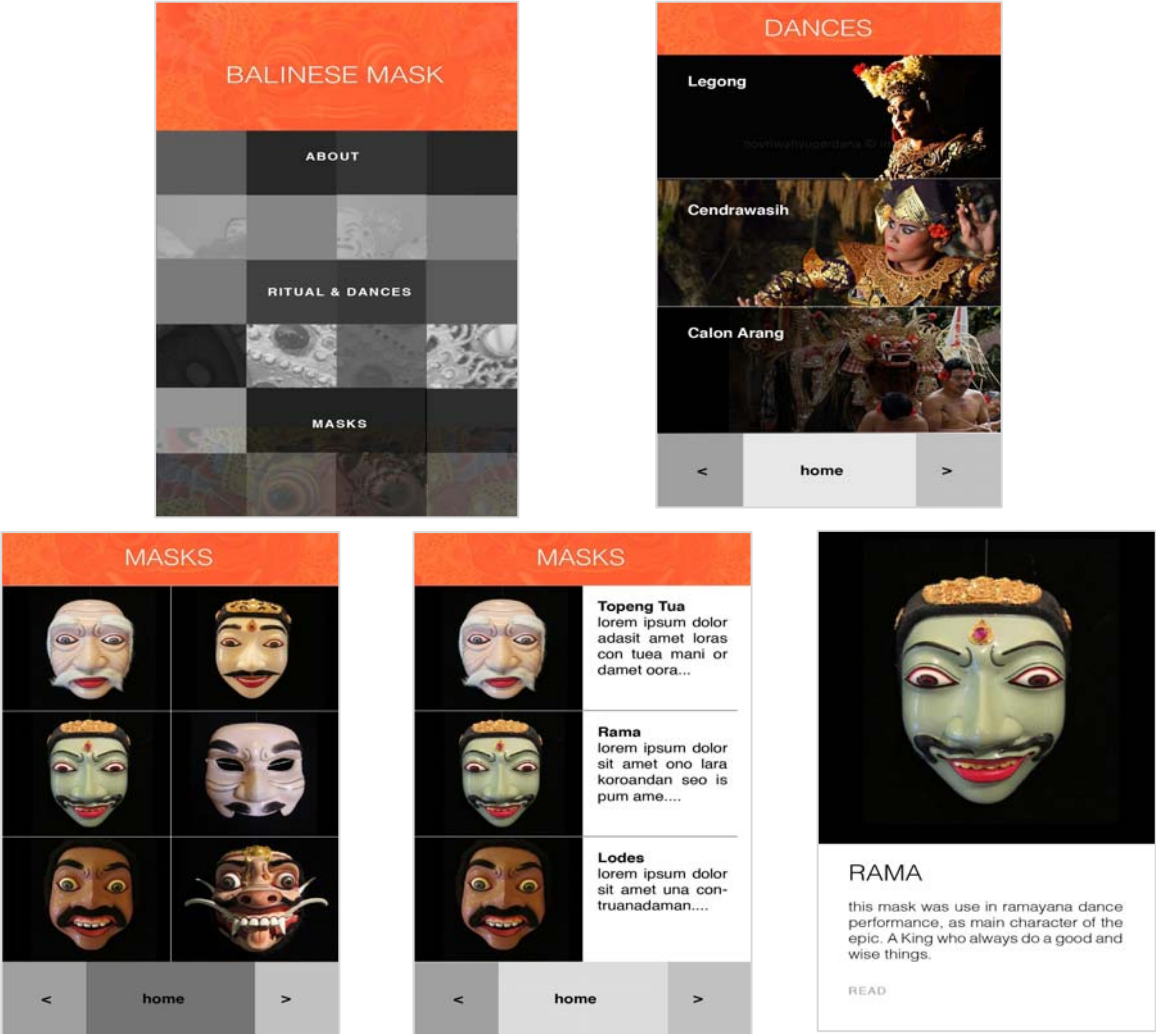 BALINESE MASK
ABOUT
RITUAL & DANCES
MASKS
DANCES
Legong
Cendrawasih
Calon Arang
<
home
>
MASKS
<
home
>
MASKS
Topeng Tua
lorem ipsum dolor
adasit amet loras
con tuea mani or
damet oora...
Rama
lorem ipsum dolor
sit amet ono lara
koroandan seo is
pum ame....
Lodes
lorem ipsum dolor
sit amet una con-
truanadaman....
<
home
>
RAMA
this mask was use in ramayana dance
performance, as main character of the
epic. A King who always do a good and
wise things.
READ